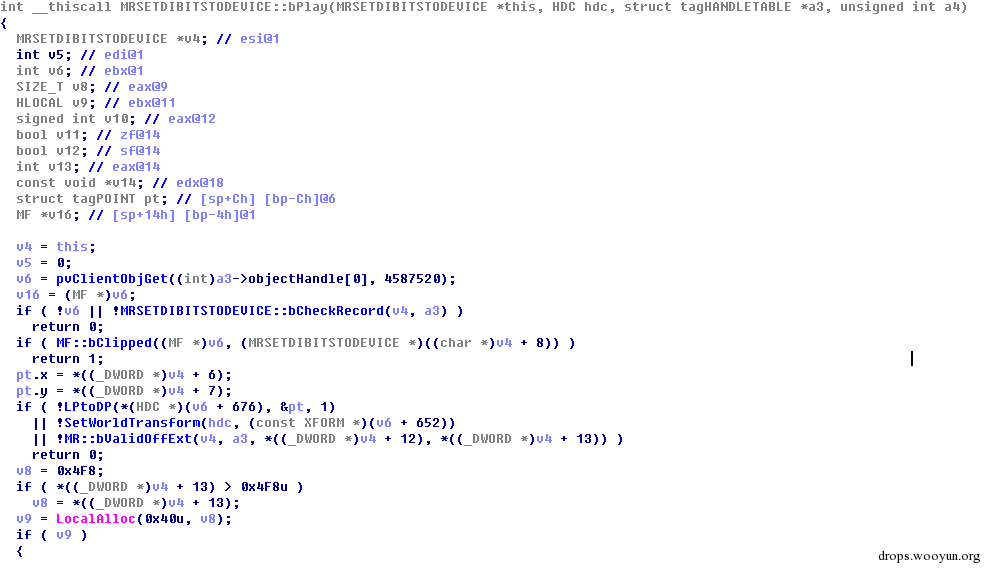 int __thiscall MRSETDIBITSTODEVICE::bPlay(MRSETDIBITSTODEVICE *this, HDC hdc, struct tagHANDLETABLE *a3, unsigned int a4)
{
MRSETDIBITSTODEVICE *v4; // esi@1
int v5; // edi@1
int v6; // ebx@1
SIZE_T v8; // eax@9
HLOCAL v9; // ebx@11
signed int v10; // eax@12
bool v11; // zf@14
bool v12; // sf@14
int v13; // eax@14
const void *v14; // edx@18
struct tagPOINT pt; // [sp+Ch] [bp-Ch]@6
MF *v16; // [sp+14h] [bp-4h]@1
v4 = this;
v5 = 0;
v6 = pvClientObjGet((int)a3->objectHandle[0], 4587520);
v16 = (MF *)v6;
if ( !v6 || !MRSETDIBITSTODEVICE::bCheckRecord(v4, a3) )
return 0;
if ( MF::bClipped((MF *)v6, (MRSETDIBITSTODEVICE *)((char *)v4 + 8)) )
return 1;
pt.x = *((_DWORD *)v4 + 6);
pt.y = *((_DWORD *)v4 + 7);
if ( !LPtoDP(*(HDC *)(v6 + 676), &pt, 1)
|| !SetWorldTransform(hdc, (const XFORM *)(v6 + 652))
|| !MR::bValidOffExt(v4, a3, *((_DWORD *)v4 + 12), *((_DWORD *)v4 + 13)) )
return 0;
v8 = 0x4F8;
if ( *((_DWORD *)v4 + 13) > 0x4F8u )
v8 = *((_DWORD *)v4 + 13);
v9 = LocalAlloc(0x40u, v8);
if ( v9 )
{
drops.wooyun.org